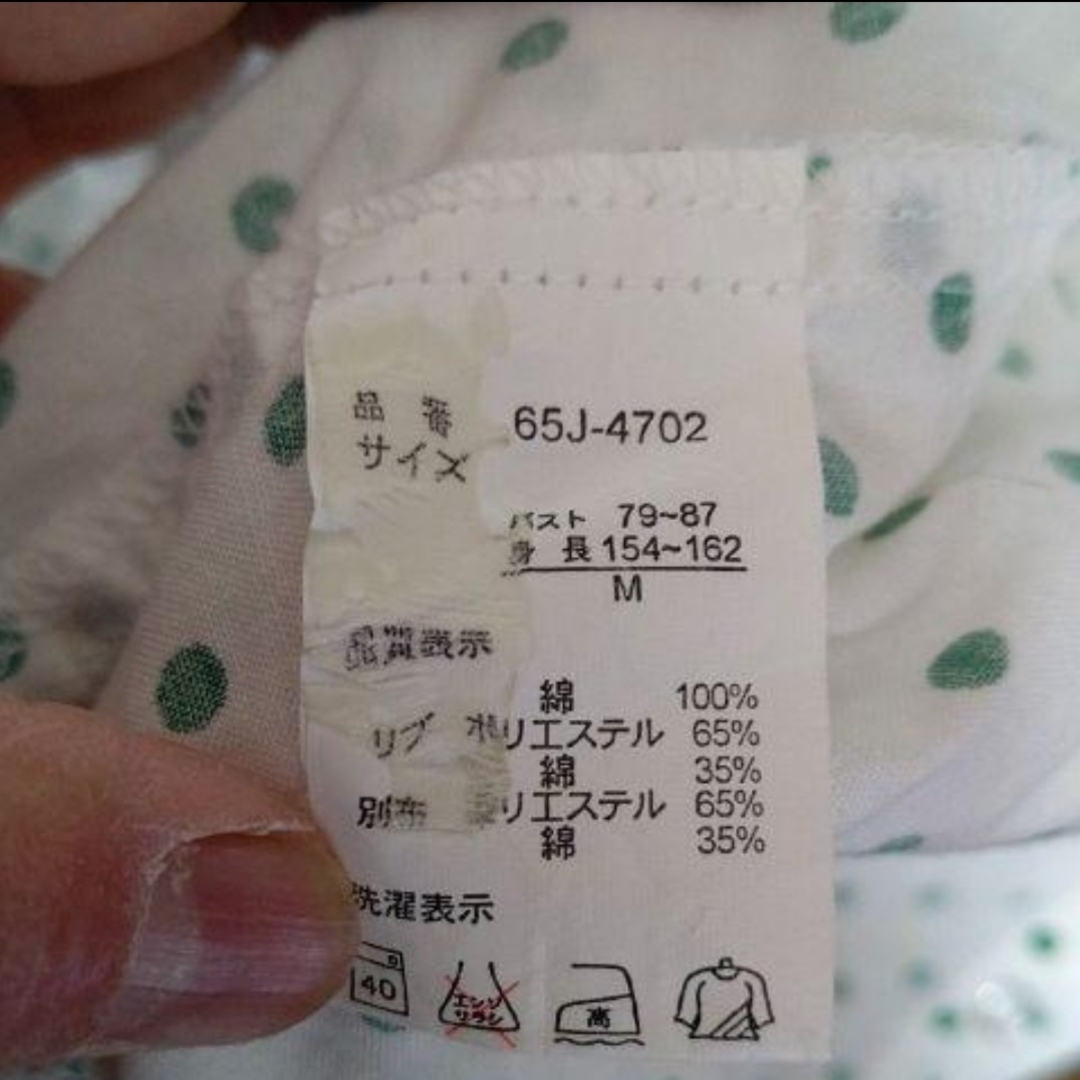 品番 65J-4702
サイズ
バスト 79~87
身長 154~162
M
品質表示
綿 100%
リブ ポリエステル 65%
綿 35%
別布 ポリエステル 65%
綿 35%
洗濯表示
40
エンソ
サラシ
高